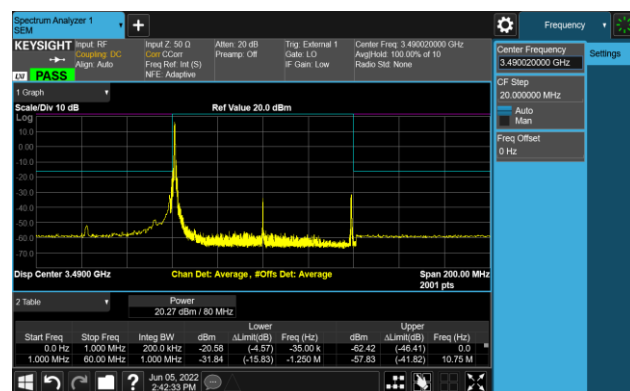 Spectrum Analyzer 1
SEM
Frequency
KEYSIGHT
Input: RF
Coupling: DC
Align: Auto
Input Z: 50 Ω
Corr CCorr
Freq Ref: Int (S)
NFE: Adaptive
Atten: 20 dB
Preamp: Off
Trig: External 1
Gate: LO
IF Gain: Low
Center Freq: 3.490020000 GHz
Avg|Hold: 100.00% of 10
Radio Std: None
PASS
Center Frequency
3.490020000 GHz
Settings
CF Step
20.000000 MHz
Auto
Man
Freq Offset
0 Hz
1 Graph
Scale/Div 10 dB
Ref Value 20.0 dBm
Log
10.0
0.00
-10.0
-20.0
-30.0
-40.0
-50.0
-60.0
-70.0
Disp Center 3.4900 GHz
Chan Det: Average, #Offs Det: Average
Span 200.00 MHz
2001 pts
2 Table
Power
20.27 dBm / 80 MHz
Lower
Upper
Start Freq Stop Freq Integ BW dBm ΔLimit(dB) Freq (Hz) dBm ΔLimit(dB) Freq (Hz)
0.0 Hz 1.000 MHz 200.0 kHz -20.58 (-4.57) -35.00 k -62.42 (-46.41) 0.0
1.000 MHz 60.00 MHz 1.000 MHz -31.84 (-15.83) -1.250 M -57.83 (-41.82) 10.75 M
Jun 05, 2022
2:42:33 PM